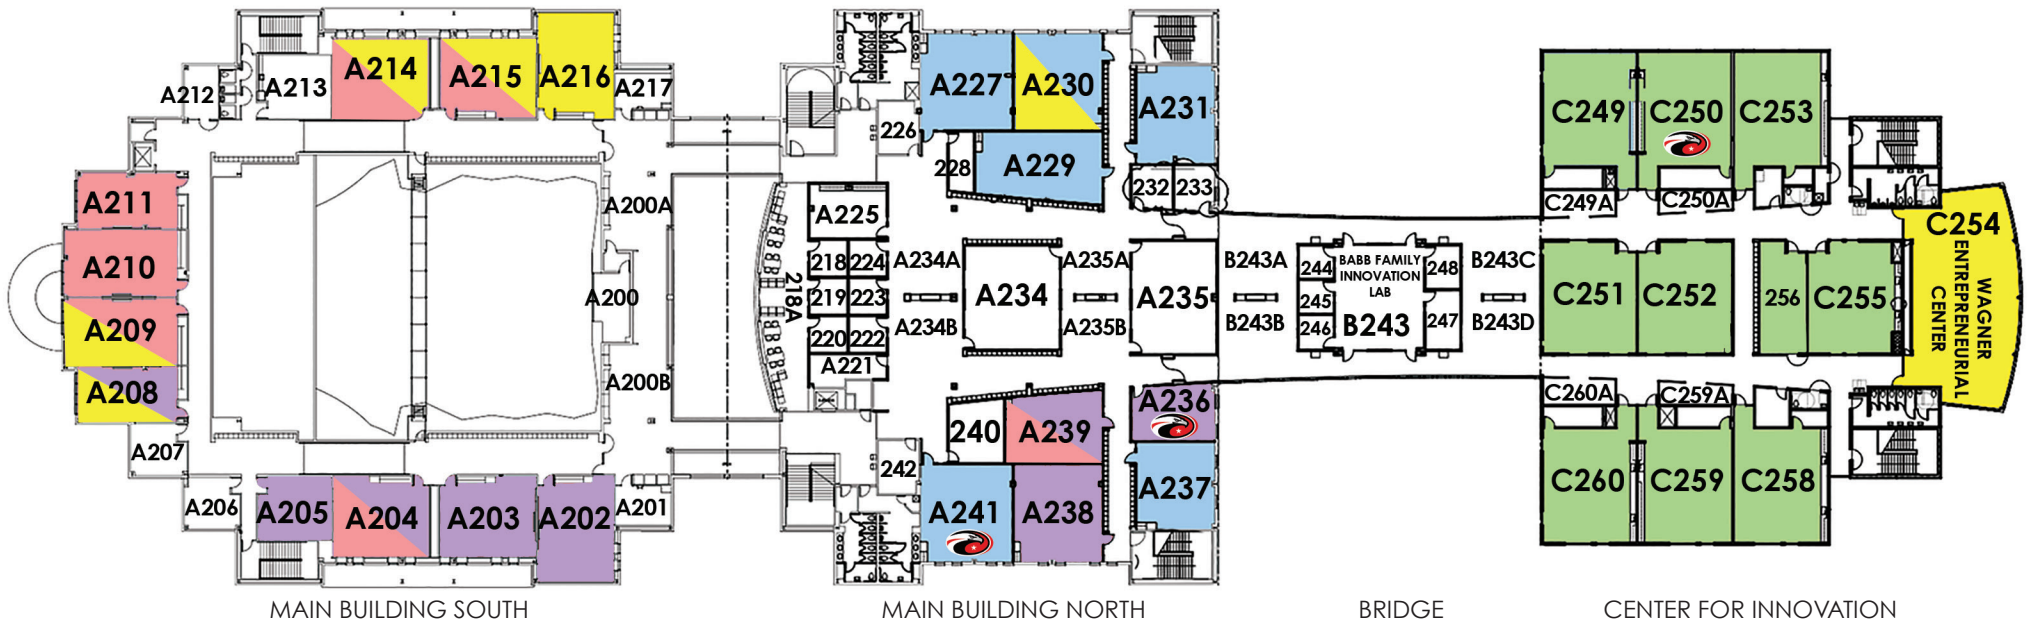 A214
A215
A216
A213
A217
A212
A211
A210
A209
A208
A207
A206
A205
A204
A203
A202
A201
A200A
A200
A200B
A227
A230
A231
226
228
A229
232
233
A225
218
224
219
223
220
222
A221
218A
A234A
A234
A234B
A235A
A235
A235B
240
A239
A236
242
A241
A238
A237
B243A
B243B
244
245
246
BABB FAMILY
INNOVATION
LAB
B243
248
247
B243C
B243D
C249
C250
C253
C249A
C250A
C251
C252
256
C255
C254
WAGNER
ENTREPRENEURIAL
CENTER
C260A
C259A
C260
C259
C258
MAIN BUILDING SOUTH
MAIN BUILDING NORTH
BRIDGE
CENTER FOR INNOVATION